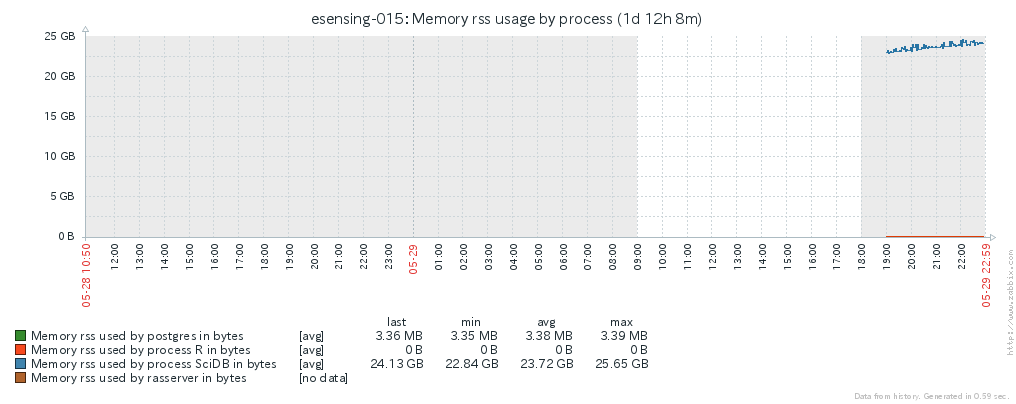 esensing-015: Memory rss usage by process (1d 12h 8m)
25 GB
20 GB
15 GB
10 GB
5 GB
0 B
05-28 10:50
12:00
13:00
14:00
15:00
16:00
17:00
18:00
19:00
20:00
21:00
22:00
23:00
05-29
01:00
02:00
03:00
04:00
05:00
06:00
07:00
08:00
09:00
10:00
11:00
12:00
13:00
14:00
15:00
16:00
17:00
18:00
19:00
20:00
21:00
22:00
05-29 22:59
last min avg max
Memory rss used by postgres in bytes [avg] 3.36 MB 3.35 MB 3.38 MB 3.39 MB
Memory rss used by process R in bytes [avg] 0 B 0 B 0 B 0 B
Memory rss used by process SciDB in bytes [avg] 24.13 GB 22.84 GB 23.72 GB 25.65 GB
Memory rss used by rasserver in bytes [no data]
http://www.zabbix.com
Data from history. Generated in 0.59 sec.